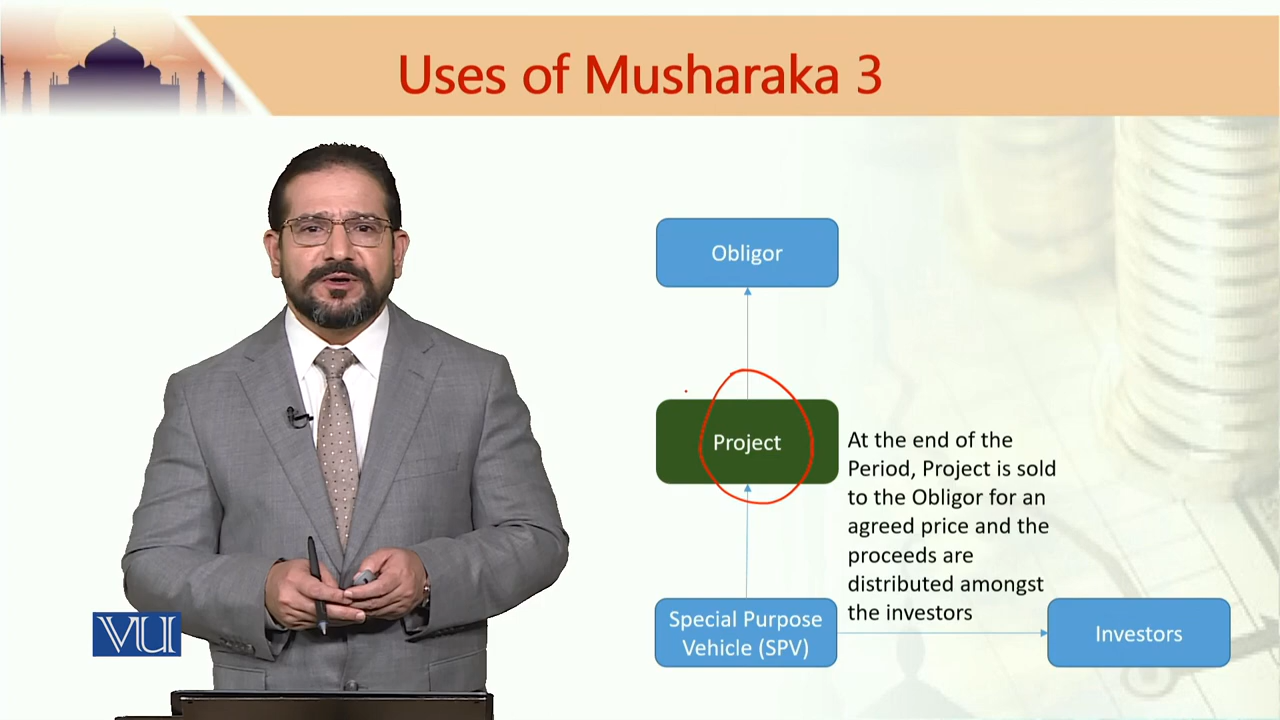 Uses of Musharaka 3
Obligor
Project
At the end of the
Period, Project is sold
to the Obligor for an
agreed price and the
proceeds are
distributed amongst
the investors
Special Purpose
Vehicle (SPV)
Investors
VU